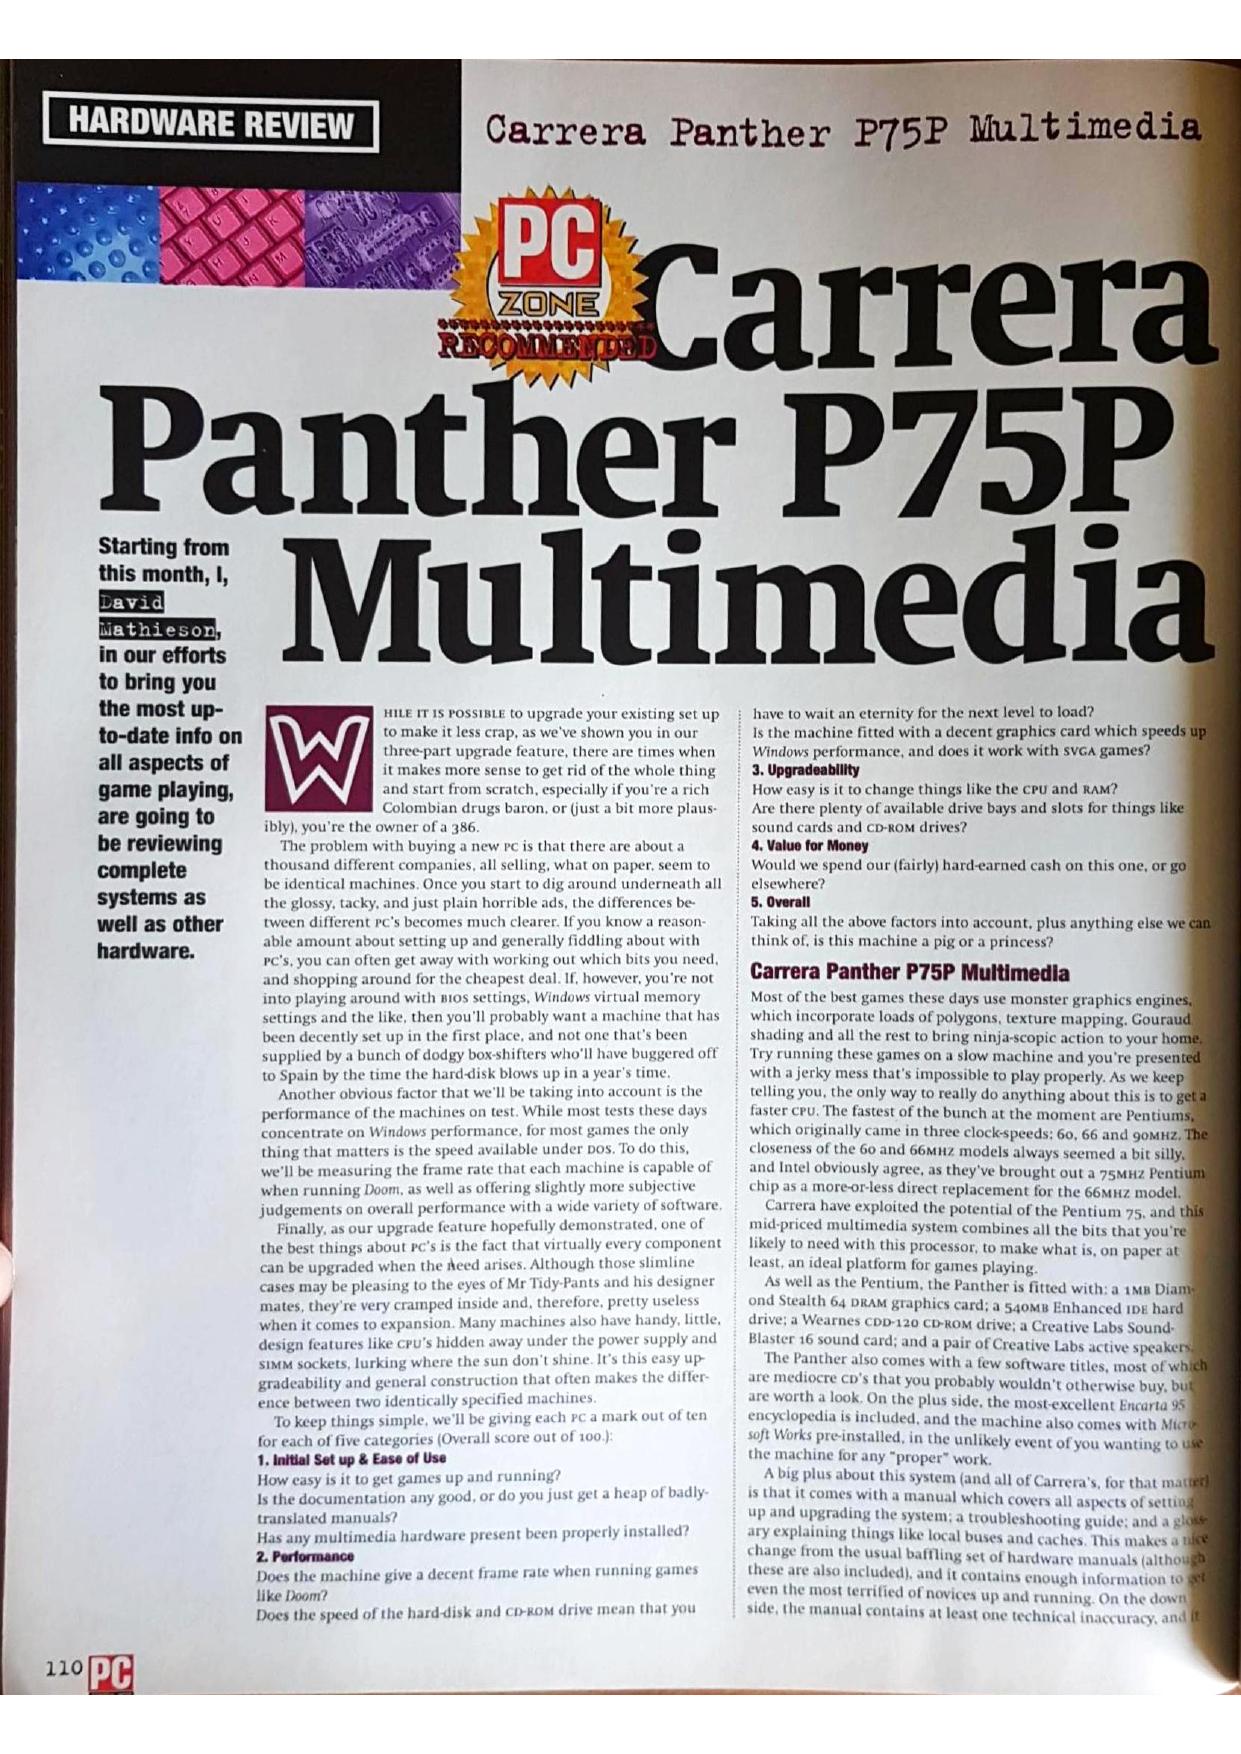 HARDWARE REVIEW
Carrera Panther P75P Multimedia
PC
ZONE
RECOMMENDED
Carrera
Panther P75P
Multimedia
Starting from
this month, I,
David
Mathieson,
in our efforts
to bring you
the most up-
to-date info on
all aspects of
game playing,
are going to
be reviewing
complete
systems as
well as other
hardware.
WHILE IT IS POSSIBLE to upgrade your existing set up
to make it less crap, as we've shown you in our
three-part upgrade feature, there are times when
it makes more sense to get rid of the whole thing
and start from scratch, especially if you're a rich
Colombian drugs baron, or (just a bit more plaus-
ibly), you're the owner of a 386.
The problem with buying a new PC is that there are about a
thousand different companies, all selling, what on paper, seem to
be identical machines. Once you start to dig around underneath all
the glossy, tacky, and just plain horrible ads, the differences be-
tween different PC's becomes much clearer. If you know a reason-
able amount about setting up and generally fiddling about with
PC's, you can often get away with working out which bits you need,
and shopping around for the cheapest deal. If, however, you're not
into playing around with BIOS settings, Windows virtual memory
settings and the like, then you'll probably want a machine that has
been decently set up in the first place, and not one that's been
supplied by a bunch of dodgy box-shifters who'll have buggered off
to Spain by the time the hard-disk blows up in a year's time.
Another obvious factor that we'll be taking into account is the
performance of the machines on test. While most tests these days
concentrate on Windows performance, for most games the only
thing that matters is the speed available under DOS. To do this,
we'll be measuring the frame rate that each machine is capable of
when running Doom, as well as offering slightly more subjective
judgements on overall performance with a wide variety of software.
Finally, as our upgrade feature hopefully demonstrated, one of
the best things about PC's is the fact that virtually every component
can be upgraded when the need arises. Although those slimline
cases may be pleasing to the eyes of Mr Tidy-Pants and his designer
mates, they're very cramped inside and, therefore, pretty useless
when it comes to expansion. Many machines also have handy, little,
design features like CPU's hidden away under the power supply and
SIMM sockets, lurking where the sun don't shine. It's this easy up-
gradeability and general construction that often makes the differ-
ence between two identically specified machines.
To keep things simple, we'll be giving each PC a mark out of ten
for each of five categories (Overall score out of 100.):
1. Initial Set up & Ease of Use
How easy is it to get games up and running?
Is the documentation any good, or do you just get a heap of badly-
translated manuals?
Has any multimedia hardware present been properly installed?
2. Performance
Does the machine give a decent frame rate when running games
like Doom?
Does the speed of the hard-disk and CD-ROM drive mean that you
have to wait an eternity for the next level to load?
Is the machine fitted with a decent graphics card which speeds up
Windows performance, and does it work with SVGA games?
3. Upgradeability
How easy is it to change things like the CPU and RAM?
Are there plenty of available drive bays and slots for things like
sound cards and CD-ROM drives?
4. Value for Money
Would we spend our (fairly) hard-earned cash on this one, or go
elsewhere?
5. Overall
Taking all the above factors into account, plus anything else we can
think of, is this machine a pig or a princess?
Carrera Panther P75P Multimedia
Most of the best games these days use monster graphics engines,
which incorporate loads of polygons, texture mapping, Gouraud
shading and all the rest to bring ninja-scopic action to your home.
Try running these games on a slow machine and you're presented
with a jerky mess that's impossible to play properly. As we keep
telling you, the only way to really do anything about this is to get a
faster CPU. The fastest of the bunch at the moment are Pentiums,
which originally came in three clock-speeds; 60, 66 and 90MHZ. The
closeness of the 60 and 66MHZ models always seemed a bit silly,
and Intel obviously agree, as they've brought out a 75MHZ Pentium
chip as a more-or-less direct replacement for the 66MHZ model.
Carrera have exploited the potential of the Pentium 75, and this
mid-priced multimedia system combines all the bits that you're
likely to need with this processor, to make what is, on paper at
least, an ideal platform for games playing.
As well as the Pentium, the Panther is fitted with: a 1MB Diam-
ond Stealth 64 DRAM graphics card; a 540MB Enhanced IDE hard
drive; a Wearnes CDD-120 CD-ROM drive; a Creative Labs Sound-
Blaster 16 sound card; and a pair of Creative Labs active speakers.
The Panther also comes with a few software titles, most of which
are mediocre CD's that you probably wouldn't otherwise buy, but
are worth a look. On the plus side, the most-excellent Encarta 95
encyclopedia is included, and the machine also comes with Micro-
soft Works pre-installed, in the unlikely event of you wanting to use
the machine for any "proper" work.
A big plus about this system (and all of Carrera's, for that matter)
is that it comes with a manual which covers all aspects of setting
up and upgrading the system; a troubleshooting guide; and a gloss-
ary explaining things like local buses and caches. This makes a nice
change from the usual baffling set of hardware manuals (although
these are also included), and it contains enough information to get
even the most terrified of novices up and running. On the down
side, the manual contains at least one technical inaccuracy, and it
110 PC